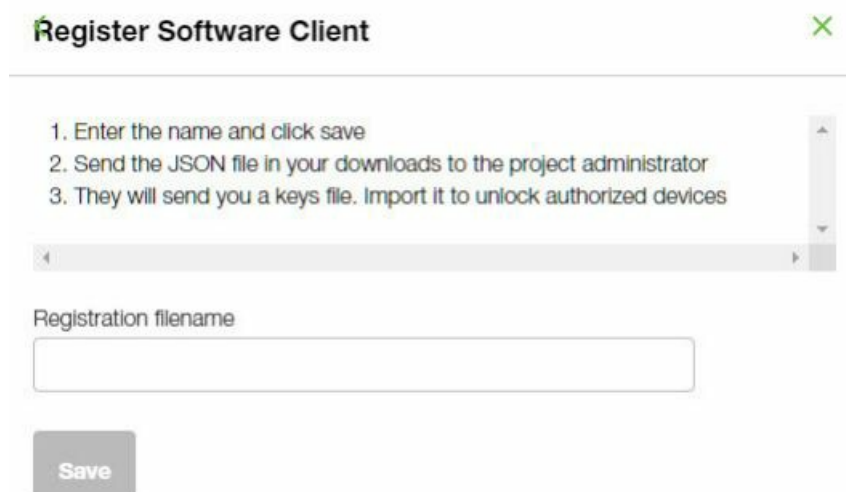 Register Software Client
1. Enter the name and click save
2. Send the JSON file in your downloads to the project administrator
3. They will send you a keys file. Import it to unlock authorized devices
Registration filename
Save